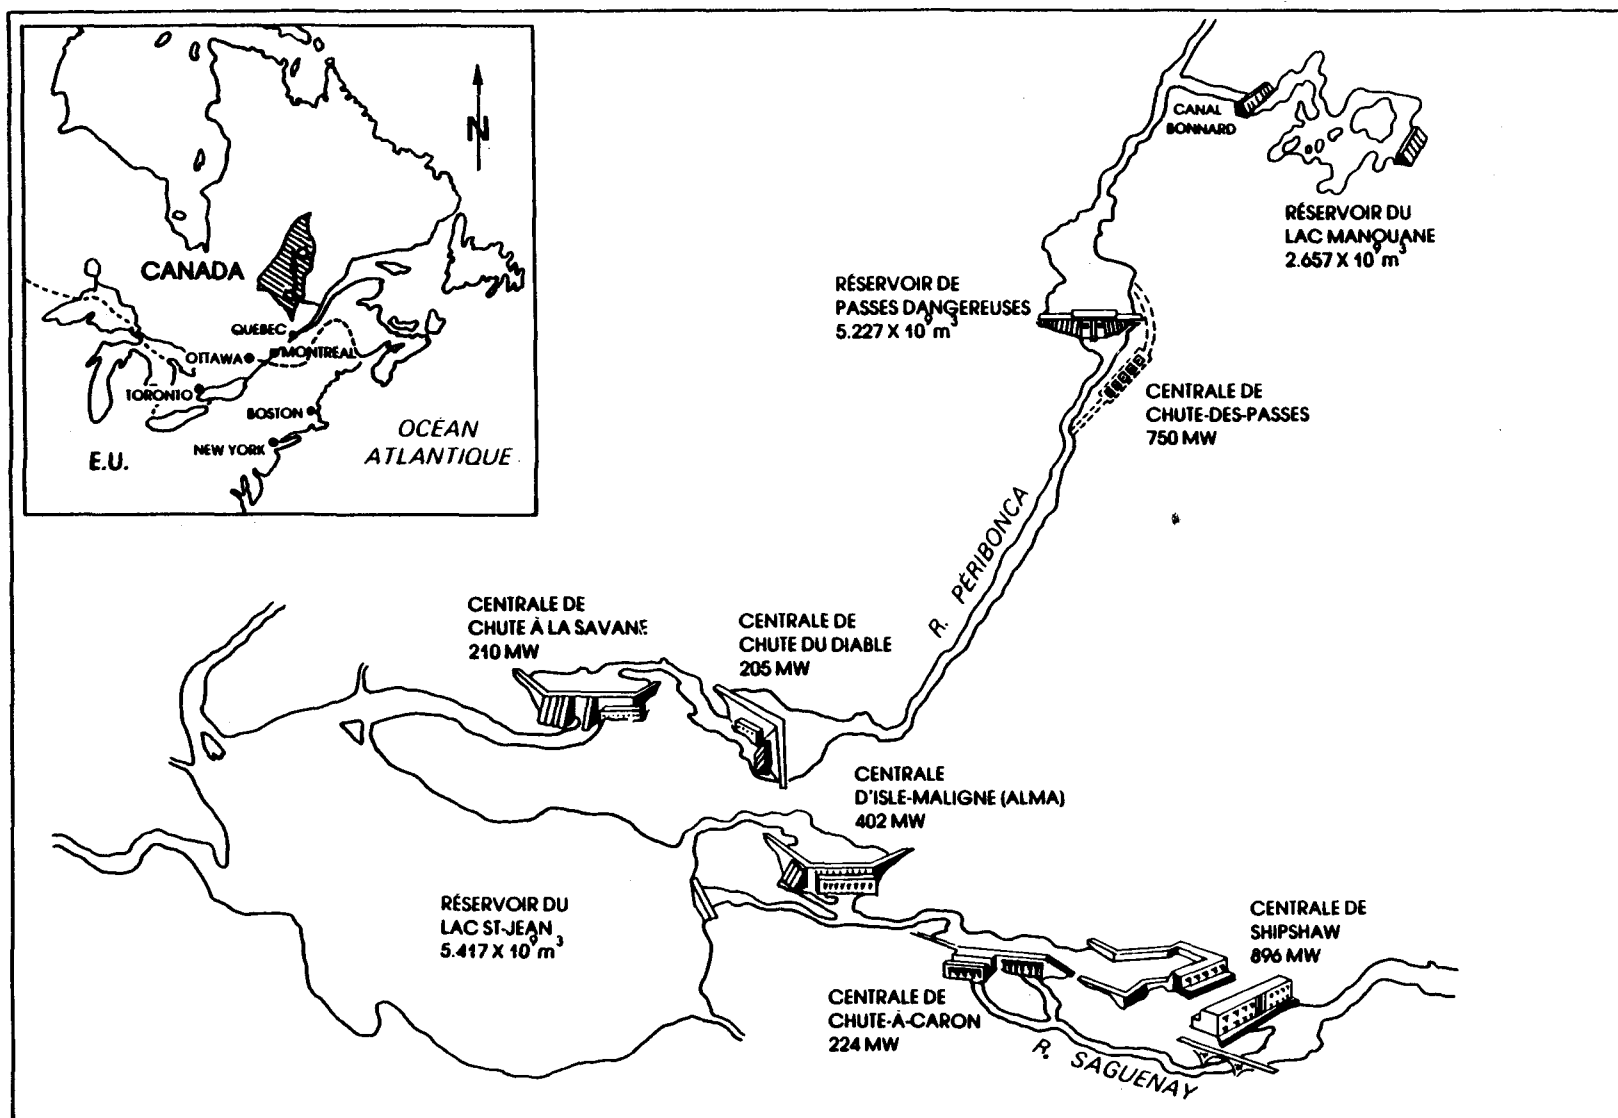 N
CANADA
QUÉBEC
MONTRÉAL
OTTAWA
TORONTO
BOSTON
NEW YORK
E.U.
OCÉAN
ATLANTIQUE
CANAL
BONNARD
RÉSERVOIR DU
LAC MANOUANE
2.657 X 10⁹ m³
RÉSERVOIR DE
PASSES DANGEREUSES
5.227 X 10⁹ m³
CENTRALE DE
CHUTE-DES-PASSES
750 MW
R. PÉRIBONCA
CENTRALE DE
CHUTE À LA SAVANE
210 MW
CENTRALE DE
CHUTE DU DIABLE
205 MW
CENTRALE
D'ISLE-MALIGNE (ALMA)
402 MW
RÉSERVOIR DU
LAC ST-JEAN
5.417 X 10⁹ m³
CENTRALE DE
SHIPSHAW
896 MW
CENTRALE DE
CHUTE-À-CARON
224 MW
R. SAGUENAY